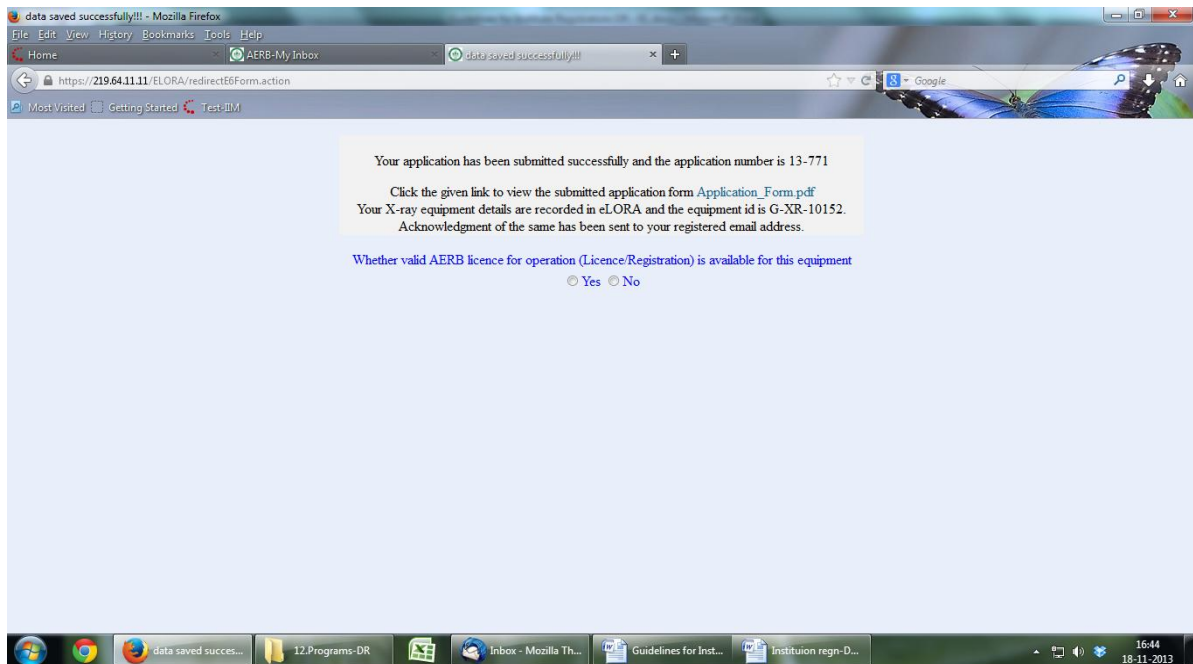 data saved successfully!!! - Mozilla Firefox
File Edit View History Bookmarks Tools Help
Home
AERB-My Inbox
data saved successfully!!!
https://219.64.11.11/ELORA/redirectE6Form.action
Google
Most Visited Getting Started Test-IIM
Your application has been submitted successfully and the application number is 13-771
Click the given link to view the submitted application form Application_Form.pdf
Your X-ray equipment details are recorded in eLORA and the equipment id is G-XR-10152.
Acknowledgment of the same has been sent to your registered email address.
Whether valid AERB licence for operation (Licence/Registration) is available for this equipment
Yes No
data saved succes...
12.Programs-DR
Inbox - Mozilla Th...
Guidelines for Inst...
Instituion regn-D...
16:44
18-11-2013